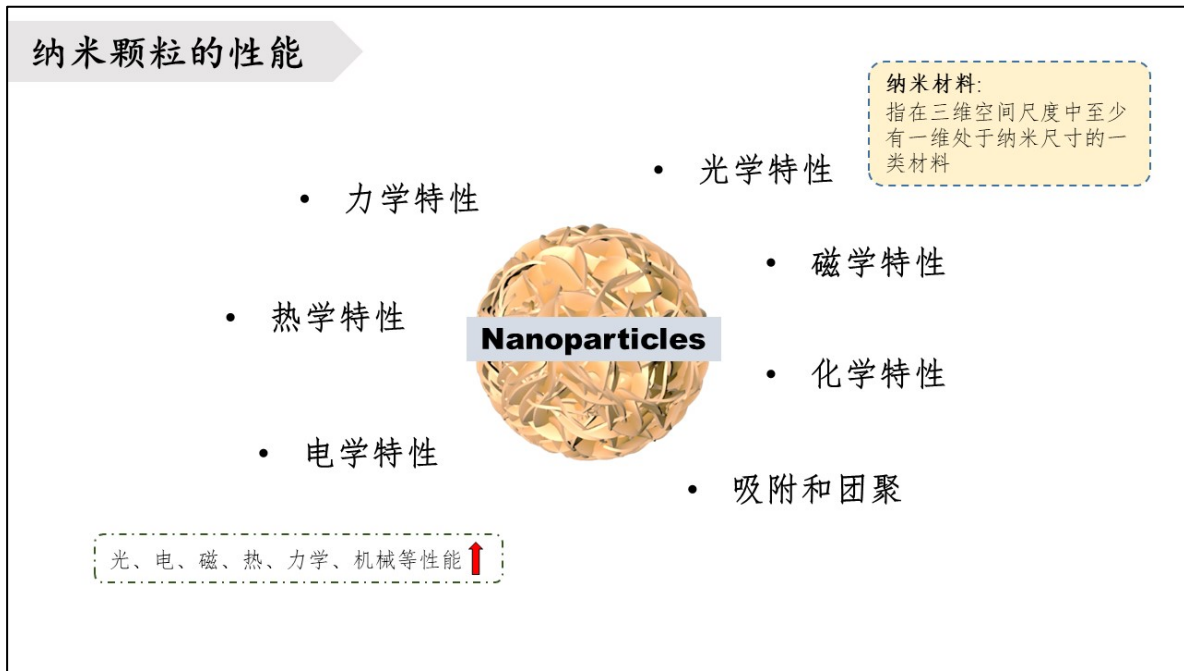 纳米颗粒的性能
纳米材料:
指在三维空间尺度中至少
有一维处于纳米尺寸的一
类材料
• 光学特性
• 力学特性
• 磁学特性
• 热学特性
Nanoparticles
• 化学特性
• 电学特性
• 吸附和团聚
光、电、磁、热、力学、机械等性能